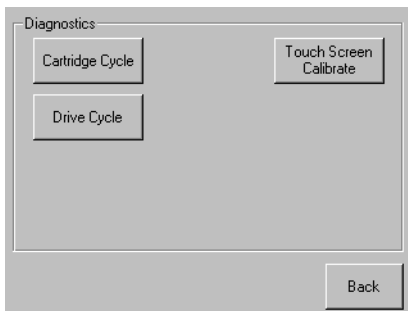 Diagnostics
Cartridge Cycle
Touch Screen
Calibrate
Drive Cycle
Back